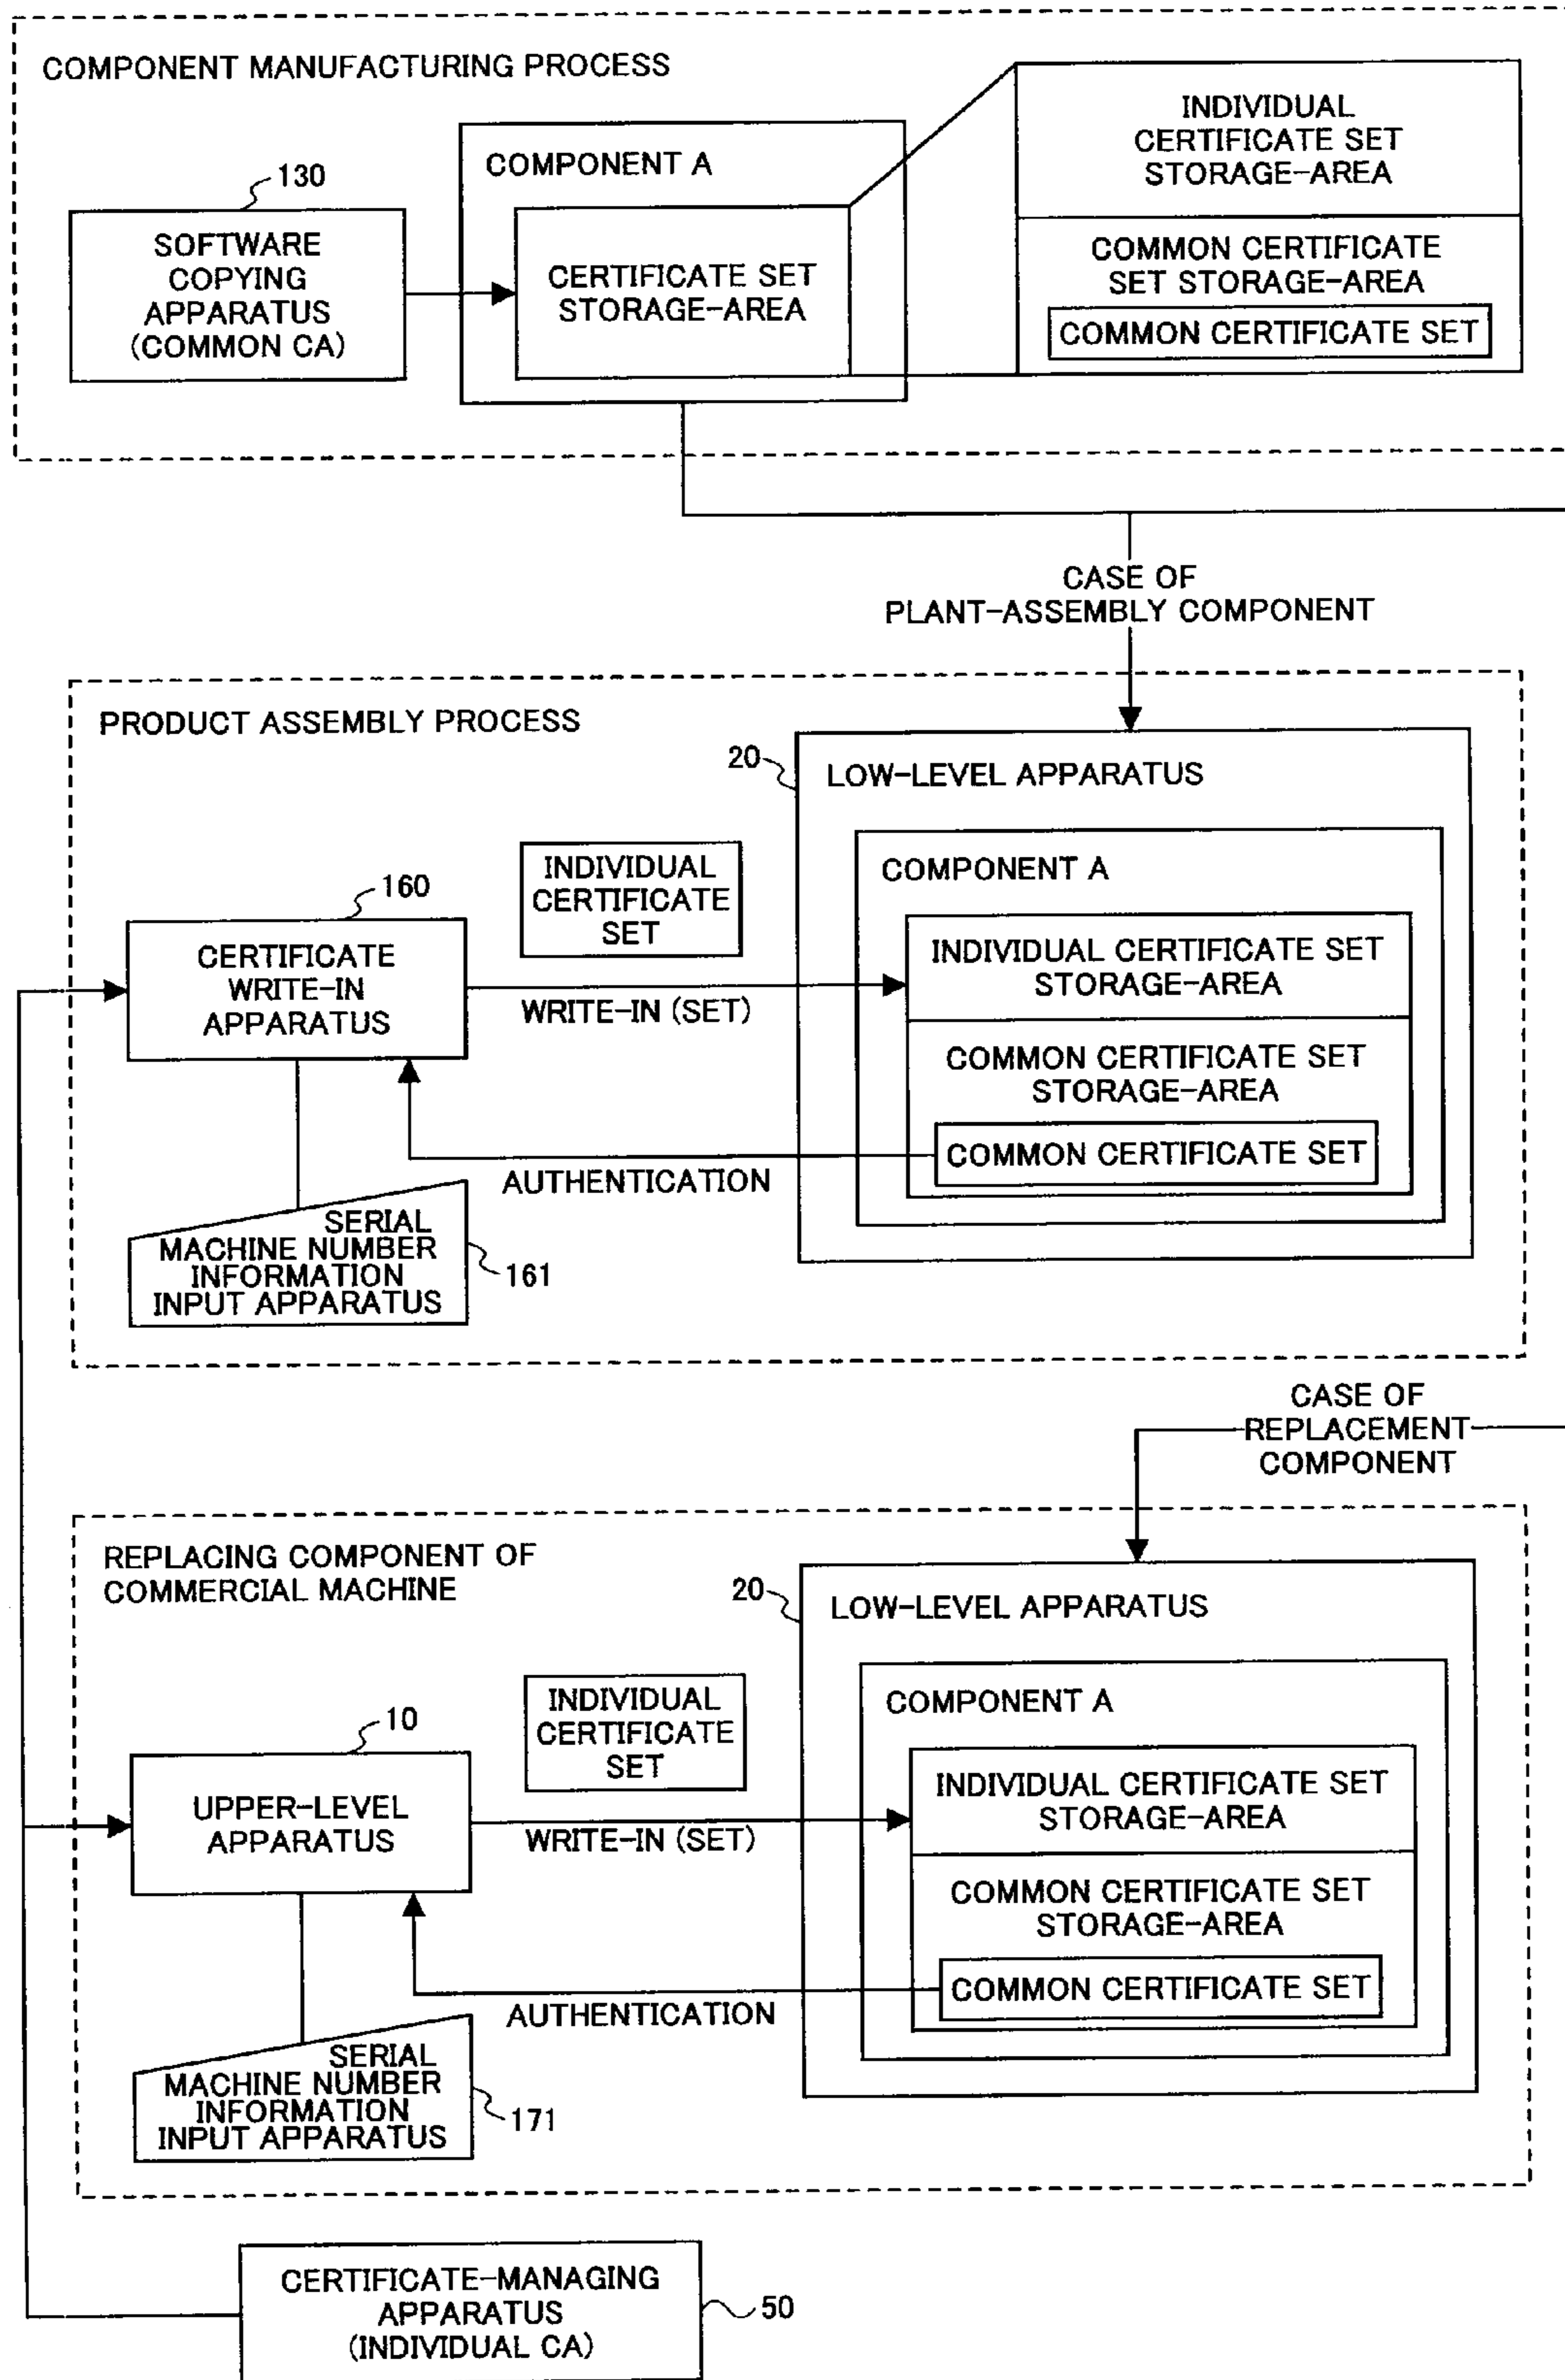 COMPONENT MANUFACTURING PROCESS
130
SOFTWARE
COPYING
APPARATUS
(COMMON CA)
COMPONENT A
CERTIFICATE SET
STORAGE-AREA
INDIVIDUAL
CERTIFICATE SET
STORAGE-AREA
COMMON CERTIFICATE
SET STORAGE-AREA
COMMON CERTIFICATE SET
CASE OF
PLANT-ASSEMBLY COMPONENT
PRODUCT ASSEMBLY PROCESS
20
LOW-LEVEL APPARATUS
160
CERTIFICATE
WRITE-IN
APPARATUS
INDIVIDUAL
CERTIFICATE
SET
WRITE-IN (SET)
COMPONENT A
INDIVIDUAL CERTIFICATE SET
STORAGE-AREA
COMMON CERTIFICATE SET
STORAGE-AREA
COMMON CERTIFICATE SET
AUTHENTICATION
SERIAL
MACHINE NUMBER
INFORMATION
INPUT APPARATUS
161
CASE OF
REPLACEMENT
COMPONENT
REPLACING COMPONENT OF
COMMERCIAL MACHINE
20
LOW-LEVEL APPARATUS
10
UPPER-LEVEL
APPARATUS
INDIVIDUAL
CERTIFICATE
SET
WRITE-IN (SET)
COMPONENT A
INDIVIDUAL CERTIFICATE SET
STORAGE-AREA
COMMON CERTIFICATE SET
STORAGE-AREA
COMMON CERTIFICATE SET
AUTHENTICATION
SERIAL
MACHINE NUMBER
INFORMATION
INPUT APPARATUS
171
CERTIFICATE-MANAGING
APPARATUS
(INDIVIDUAL CA)
50